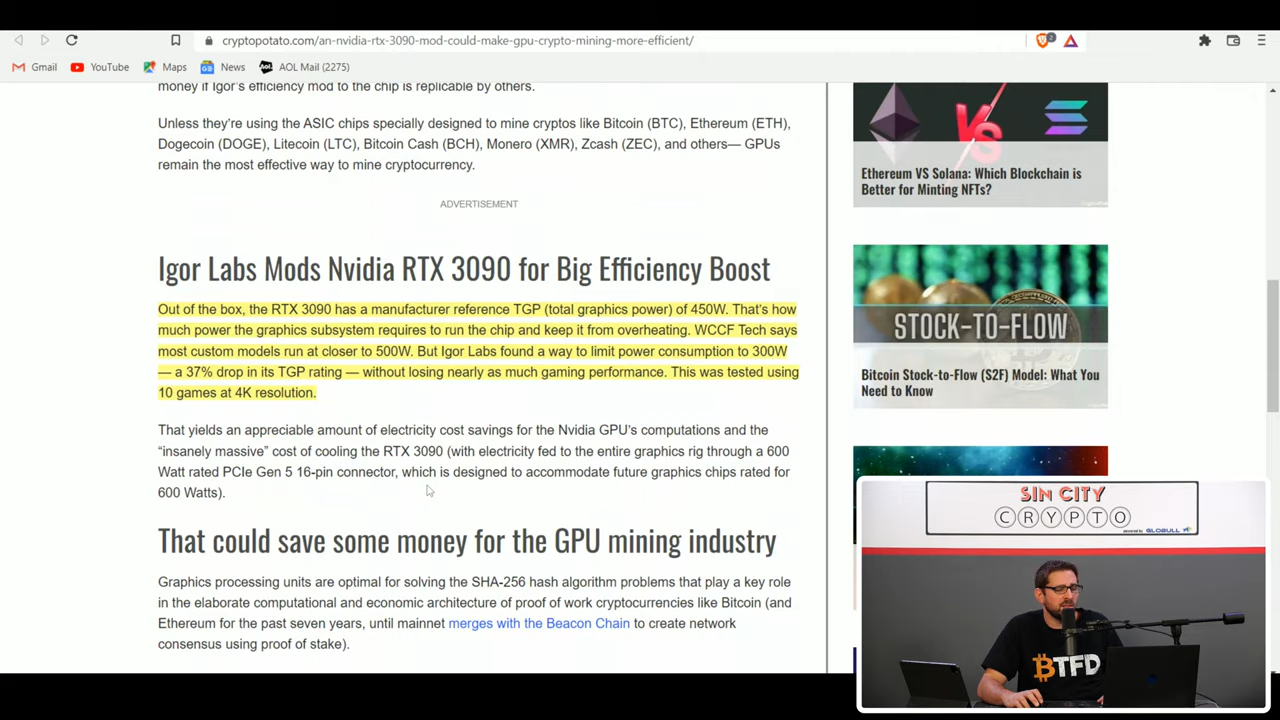 cryptopotato.com/an-nvidia-rtx-3090-mod-could-make-gpu-crypto-mining-more-efficient/
2
Gmail
YouTube
Maps
News
AOL Mail (2275)
money if Igor's efficiency mod to the chip is replicable by others.
Unless they're using the ASIC chips especially designed to mine cryptos like Bitcoin (BTC), Ethereum (ETH),
Dogecoin (DOGE), Litecoin (LTC), Bitcoin Cash (BCH), Monero (XMR), Zcash (ZEC), and others— GPUs
remain the most effective way to mine cryptocurrency.
ADVERTISEMENT
Igor Labs Mods Nvidia RTX 3090 for Big Efficiency Boost
Out of the box, the RTX 3090 has a manufacturer reference TGP (total graphics power) of 450W. That's how
much power the graphics subsystem requires to run the chip and keep it from overheating. WCCF Tech says
most custom models run at closer to 500W. But Igor Labs found a way to limit power consumption to 300W
— a 37% drop in its TGP rating — without losing nearly as much gaming performance. This was tested using
10 games at 4K resolution.
That yields an appreciable amount of electricity cost savings for the Nvidia GPU's computations and the
“insanely massive” cost of cooling the RTX 3090 (with electricity fed to the entire graphics rig through a 600
Watt rated PCIe Gen 5 16-pin connector, which is designed to accommodate future graphics chips rated for
600 Watts).
That could save some money for the GPU mining industry
Graphics processing units are optimal for solving the SHA-256 hash algorithm problems that play a key role
in the elaborate computational and economic architecture of proof of work cryptocurrencies like Bitcoin (and
Ethereum for the past seven years, until mainnet merges with the Beacon Chain to create network
consensus using proof of stake).
VS
Ethereum VS Solana: Which Blockchain is
Better for Minting NFTs?
STOCK-TO-FLOW
Bitcoin Stock-to-Flow (S2F) Model: What You
Need to Know
SIN CITY
CRYPTO
powered by GLOBULL
BTFD